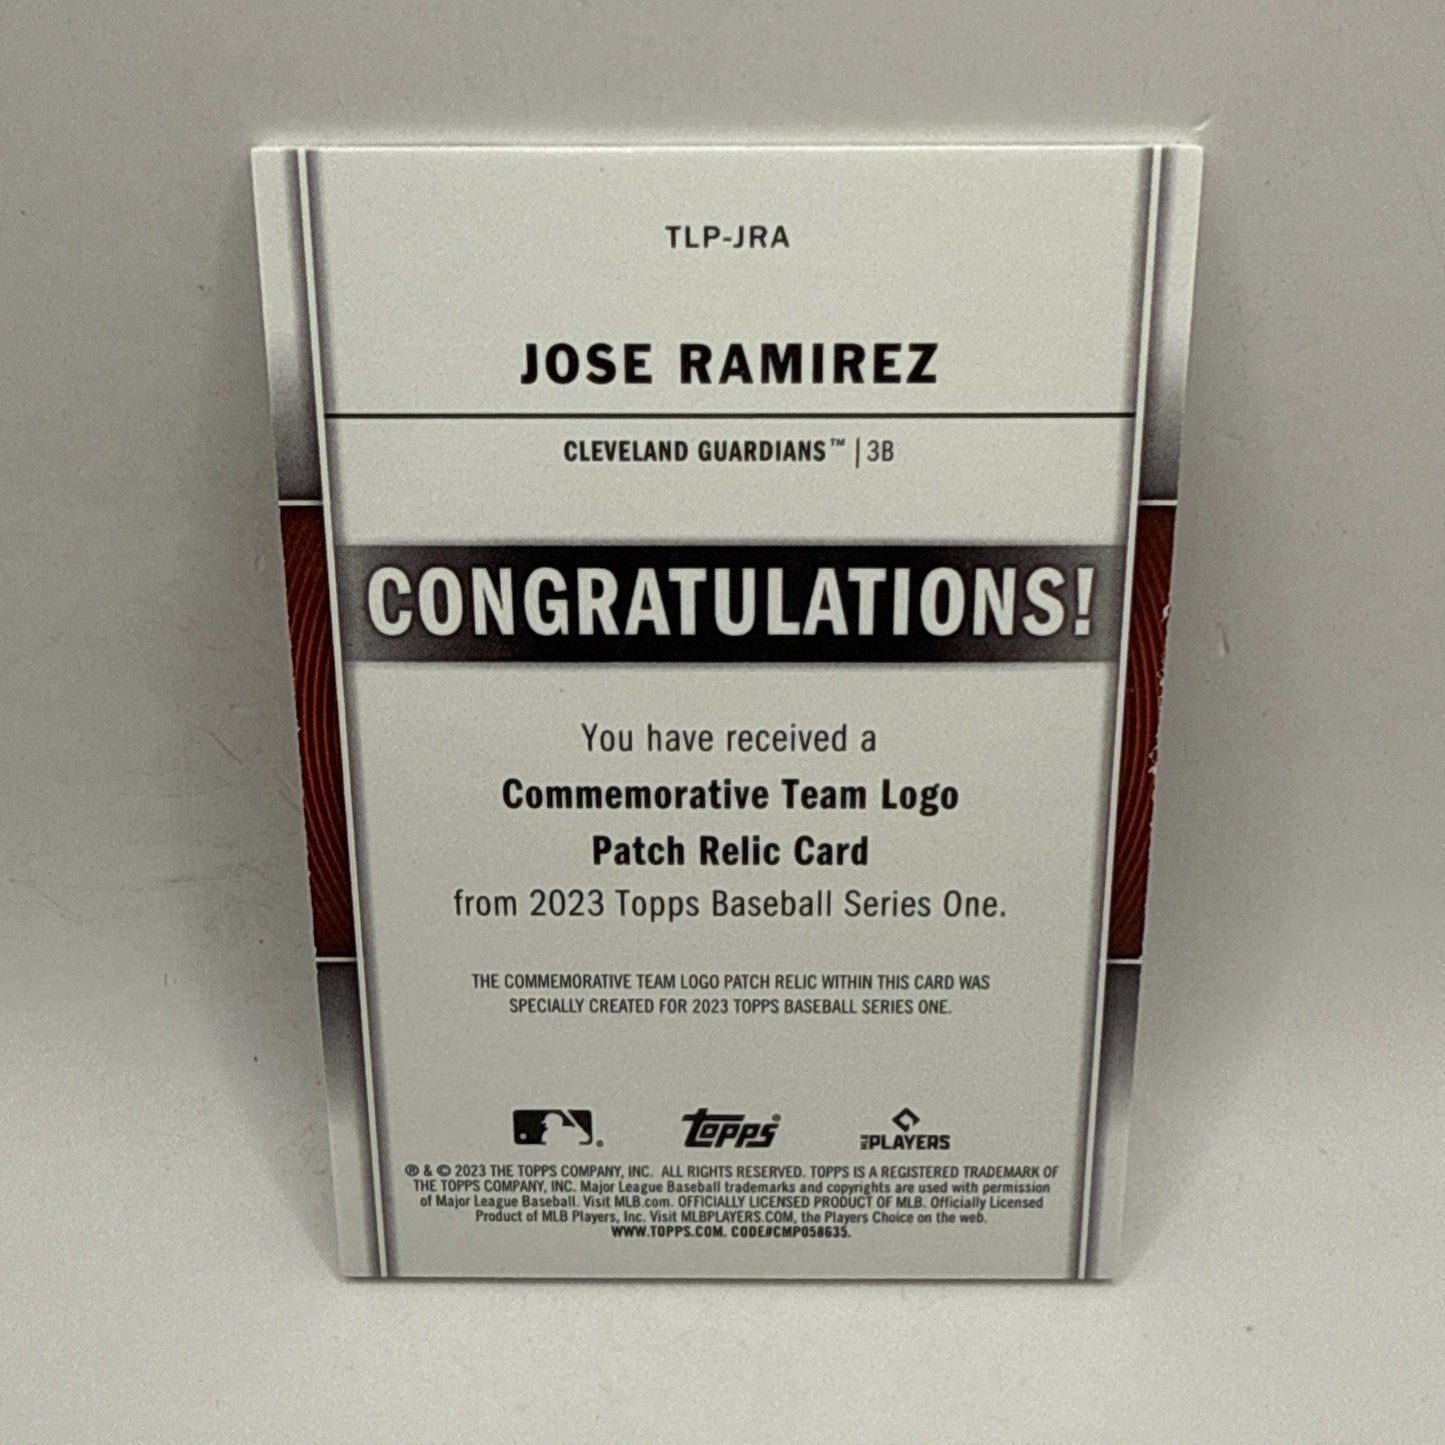 TLP-JRA
JOSE RAMIREZ
CLEVELAND GUARDIANS™ | 3B
CONGRATULATIONS!
You have received a
Commemorative Team Logo
Patch Relic Card
from 2023 Topps Baseball Series One.
THE COMMEMORATIVE TEAM LOGO PATCH RELIC WITHIN THIS CARD WAS
SPECIALLY CREATED FOR 2023 TOPPS BASEBALL SERIES ONE.
Topps® PLAYERS
® & © 2023 THE TOPPS COMPANY, INC. ALL RIGHTS RESERVED. TOPPS IS A REGISTERED TRADEMARK OF
THE TOPPS COMPANY, INC. Major League Baseball trademarks and copyrights are used with permission
of Major League Baseball. Visit MLB.com. OFFICIALLY LICENSED PRODUCT OF MLB. Officially Licensed
Product of MLB Players, Inc. Visit MLBPLAYERS.COM, the Players Choice on the web.
WWW.TOPPS.COM. CODE#CMP058635.